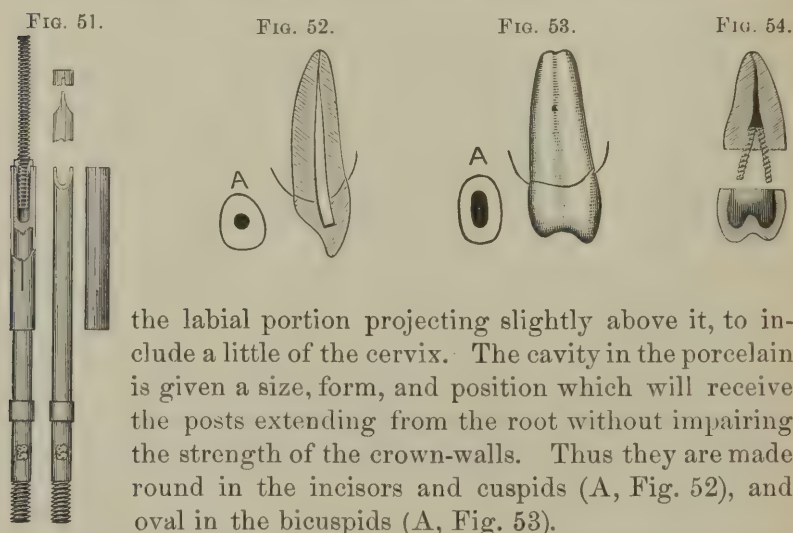 FIG. 51.
FIG. 52.
FIG. 53.
FIG. 54.
A
A
the labial portion projecting slightly above it, to in-
clude a little of the cervix. The cavity in the porcelain
is given a size, form, and position which will receive
the posts extending from the root without impairing
the strength of the crown-walls. Thus they are made
round in the incisors and cuspids (A, Fig. 52), and
oval in the bicuspids (A, Fig. 53).